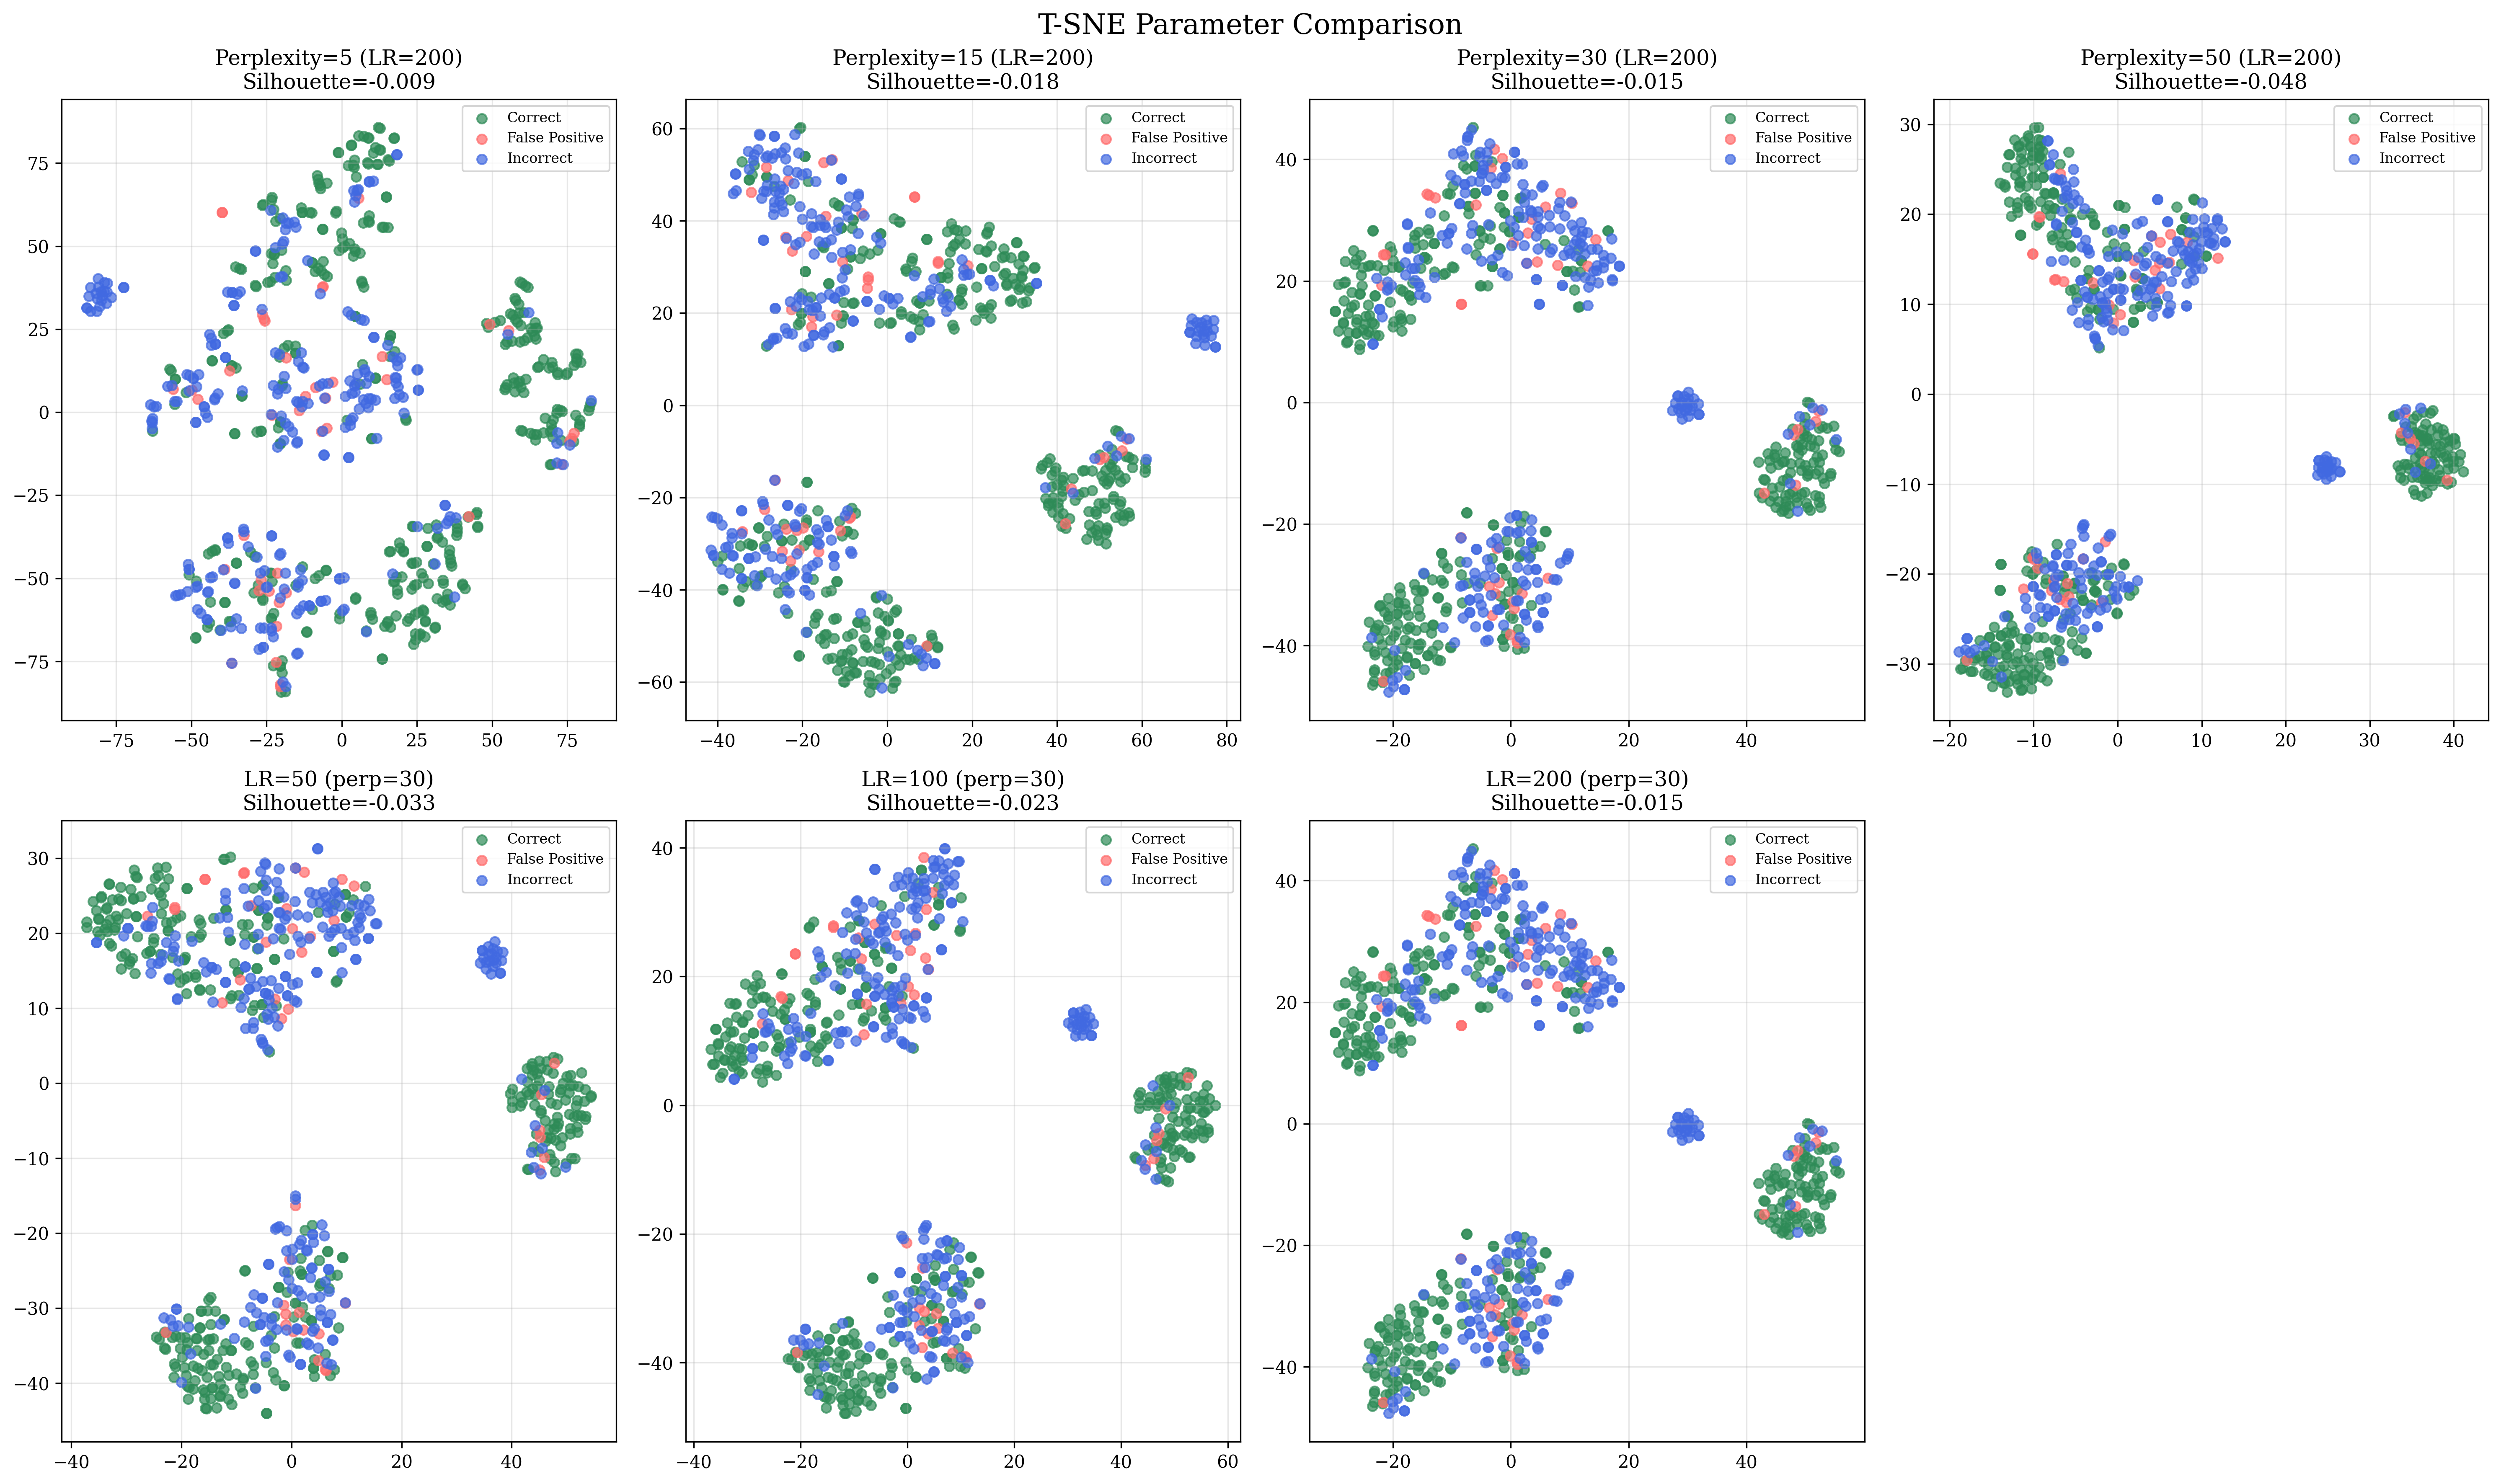 T-SNE Parameter Comparison
Perplexity=5 (LR=200)
Silhouette=-0.009
Correct
False Positive
Incorrect
75
50
25
0
−25
−50
−75
−75 −50 −25 0 25 50 75
Perplexity=15 (LR=200)
Silhouette=-0.018
Correct
False Positive
Incorrect
60
40
20
0
−20
−40
−60
−40 −20 0 20 40 60 80
Perplexity=30 (LR=200)
Silhouette=-0.015
Correct
False Positive
Incorrect
40
20
0
−20
−40
−20 0 20 40
Perplexity=50 (LR=200)
Silhouette=-0.048
Correct
False Positive
Incorrect
30
20
10
0
−10
−20
−30
−20 −10 0 10 20 30 40
LR=50 (perp=30)
Silhouette=-0.033
Correct
False Positive
Incorrect
30
20
10
0
−10
−20
−30
−40
−40 −20 0 20 40
LR=100 (perp=30)
Silhouette=-0.023
Correct
False Positive
Incorrect
40
20
0
−20
−40
−40 −20 0 20 40 60
LR=200 (perp=30)
Silhouette=-0.015
Correct
False Positive
Incorrect
40
20
0
−20
−40
−20 0 20 40